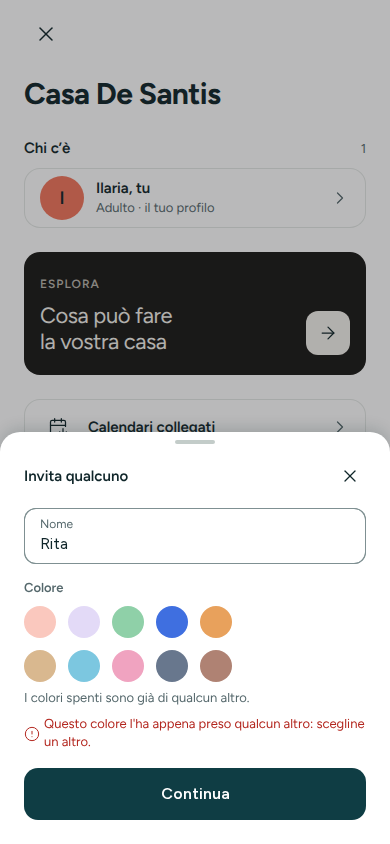 Casa De Santis
Chi c'è
1
I
Ilaria, tu
Adulto · il tuo profilo
ESPLORA
Cosa può fare
la vostra casa
Calendari collegati
Invita qualcuno
Nome
Rita
Colore
I colori spenti sono già di qualcun altro.
Questo colore l'ha appena preso qualcun altro: scegline
un altro.
Continua